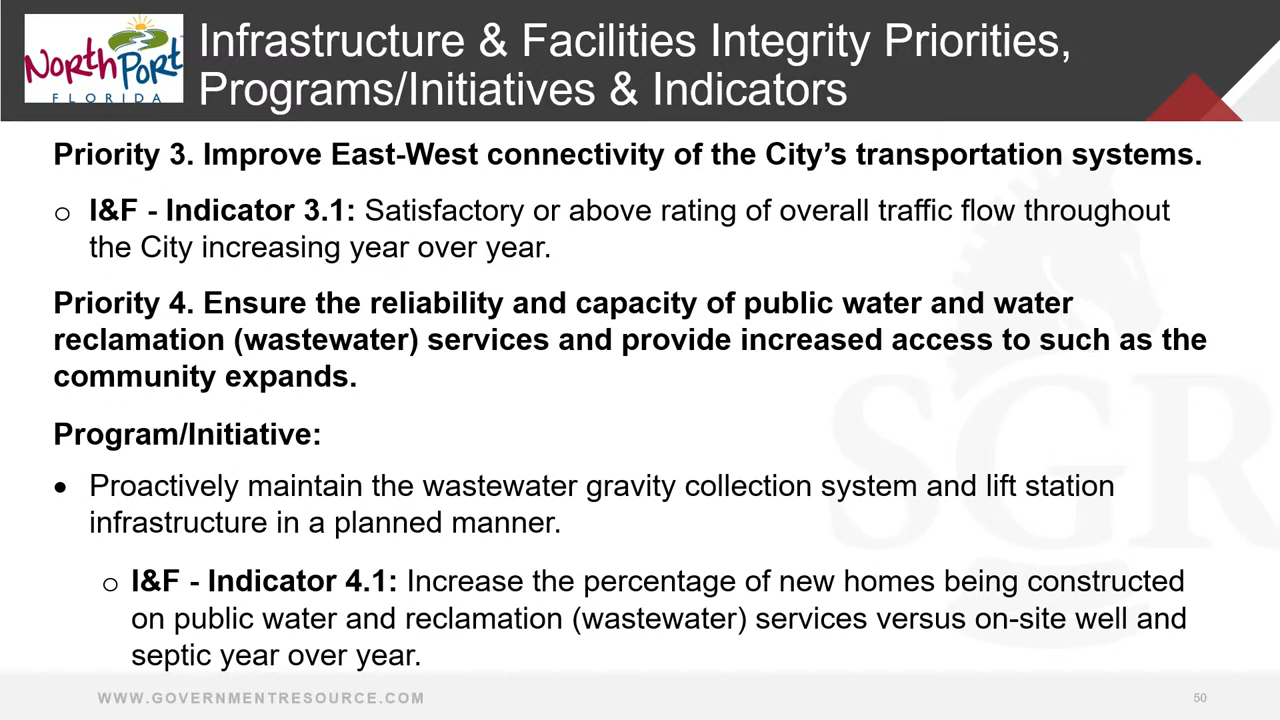 North Port
FLORIDA
Infrastructure & Facilities Integrity Priorities,
Programs/Initiatives & Indicators
Priority 3. Improve East-West connectivity of the City’s transportation systems.
o I&F - Indicator 3.1: Satisfactory or above rating of overall traffic flow throughout
the City increasing year over year.
Priority 4. Ensure the reliability and capacity of public water and water
reclamation (wastewater) services and provide increased access to such as the
community expands.
Program/Initiative:
• Proactively maintain the wastewater gravity collection system and lift station
infrastructure in a planned manner.
o I&F - Indicator 4.1: Increase the percentage of new homes being constructed
on public water and reclamation (wastewater) services versus on-site well and
septic year over year.
SGR
WWW.GOVERNMENTRESOURCE.COM
50